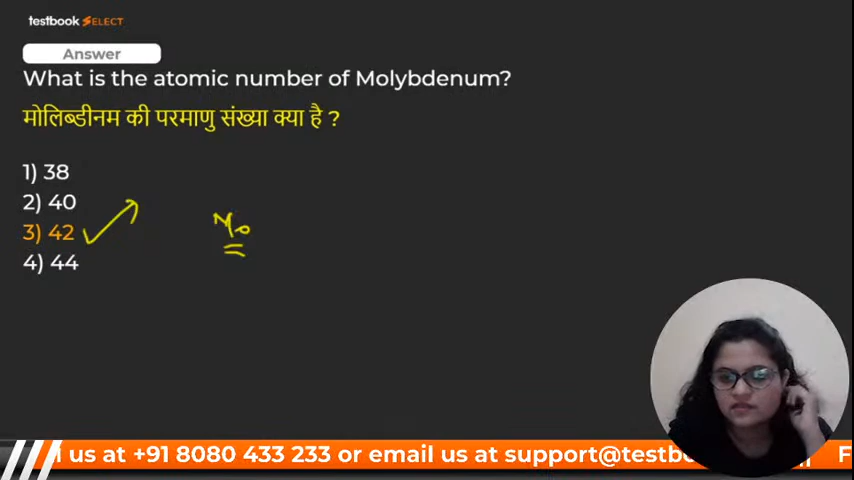 testbook SELECT
Answer
What is the atomic number of Molybdenum?
मोलिब्डीनम की परमाणु संख्या क्या है ?
1) 38
2) 40
3) 42
4) 44
Mo
us at +91 8080 433 233 or email us at support@testb
F